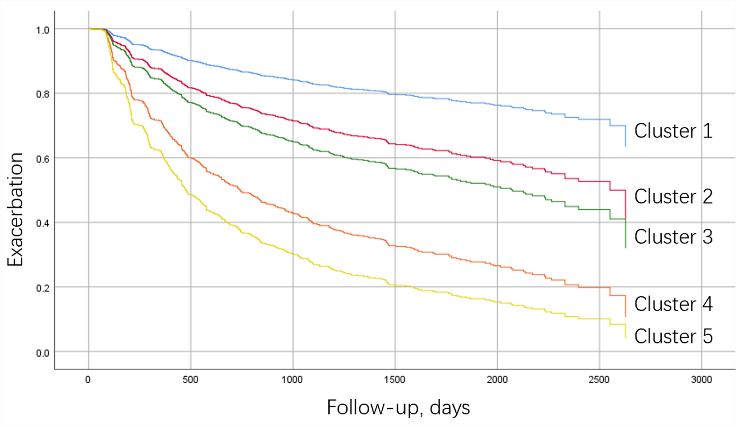 1.0
0.8
0.6
0.4
0.2
0.0
Exacerbation
Cluster 1
Cluster 2
Cluster 3
Cluster 4
Cluster 5
0 500 1000 1500 2000 2500 3000
Follow-up, days